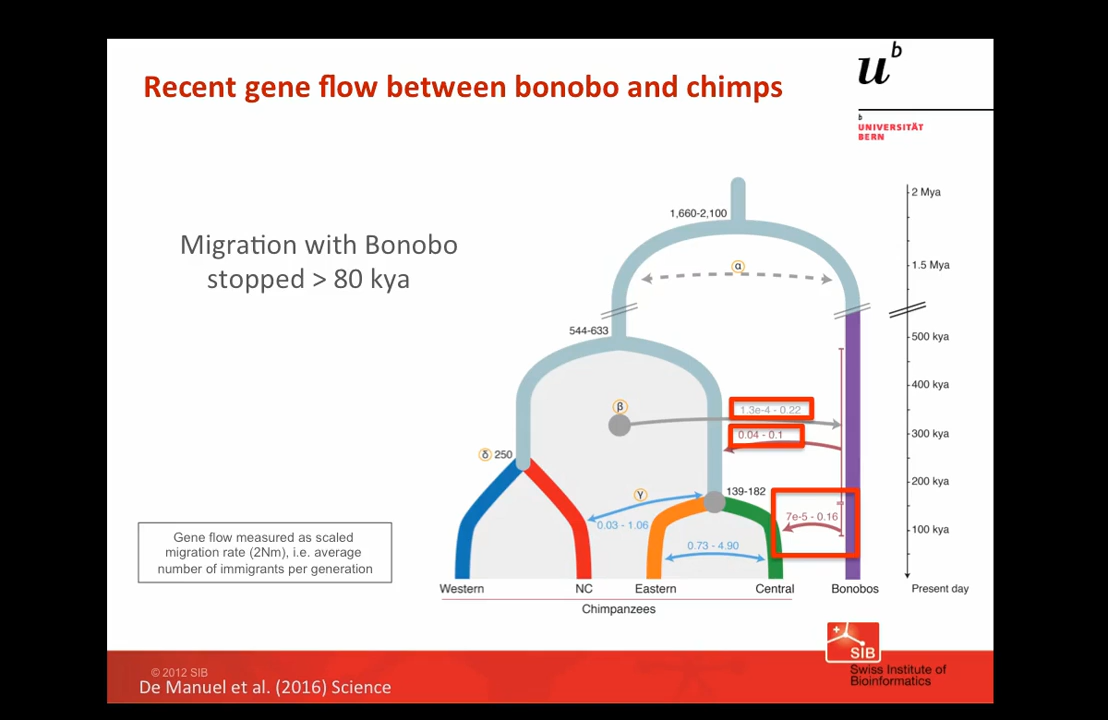 Recent gene flow between bonobo and chimps
u
b
b
UNIVERSITÄT
BERN
Migration with Bonobo
stopped > 80 kya
1,660-2,100
α
544-633
β
1.3e-4 - 0.22
0.04 - 0.1
δ 250
γ
139-182
0.03 - 1.06
7e-5 - 0.16
0.73 - 4.90
2 Mya
1.5 Mya
500 kya
400 kya
300 kya
200 kya
100 kya
Present day
Western
NC
Eastern
Central
Bonobos
Chimpanzees
Gene flow measured as scaled
migration rate (2Nm), i.e. average
number of immigrants per generation
© 2012 SIB
De Manuel et al. (2016) Science
SIB
Swiss Institute of
Bioinformatics